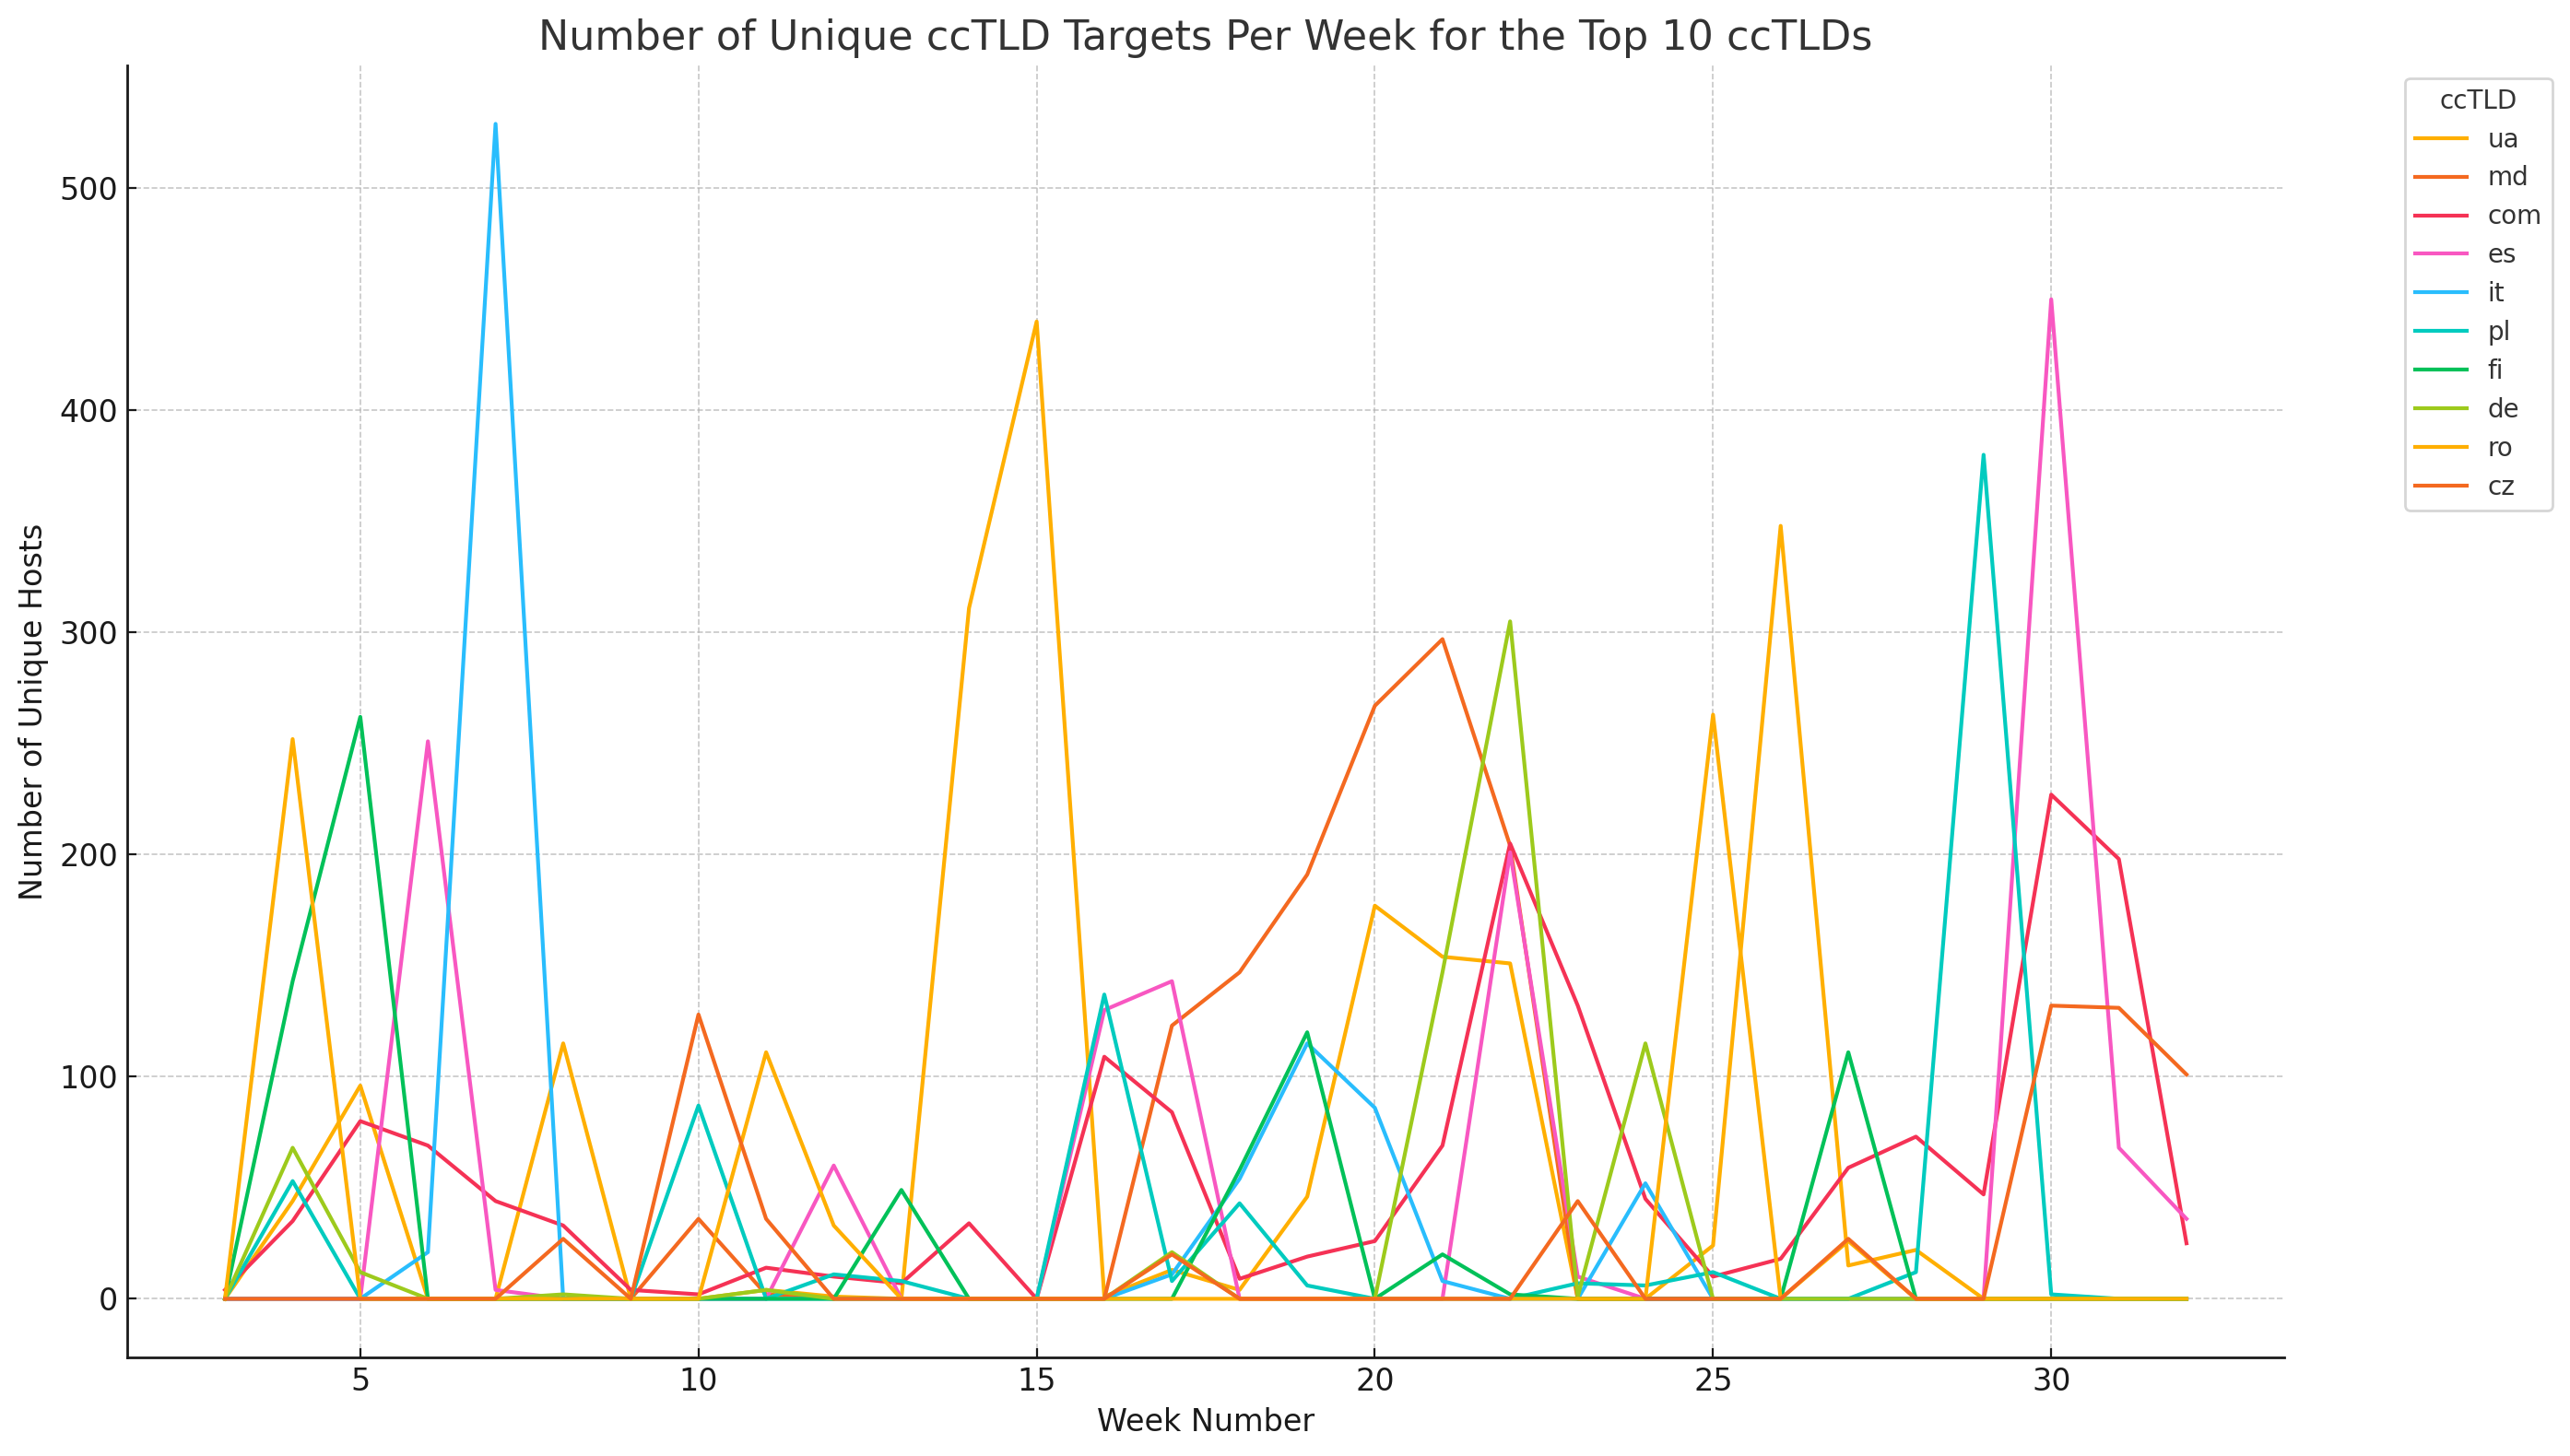 Number of Unique ccTLD Targets Per Week for the Top 10 ccTLDs
Number of Unique Hosts
500
400
300
200
100
0
5 10 15 20 25 30
Week Number
ccTLD
ua
md
com
es
it
pl
fi
de
ro
cz